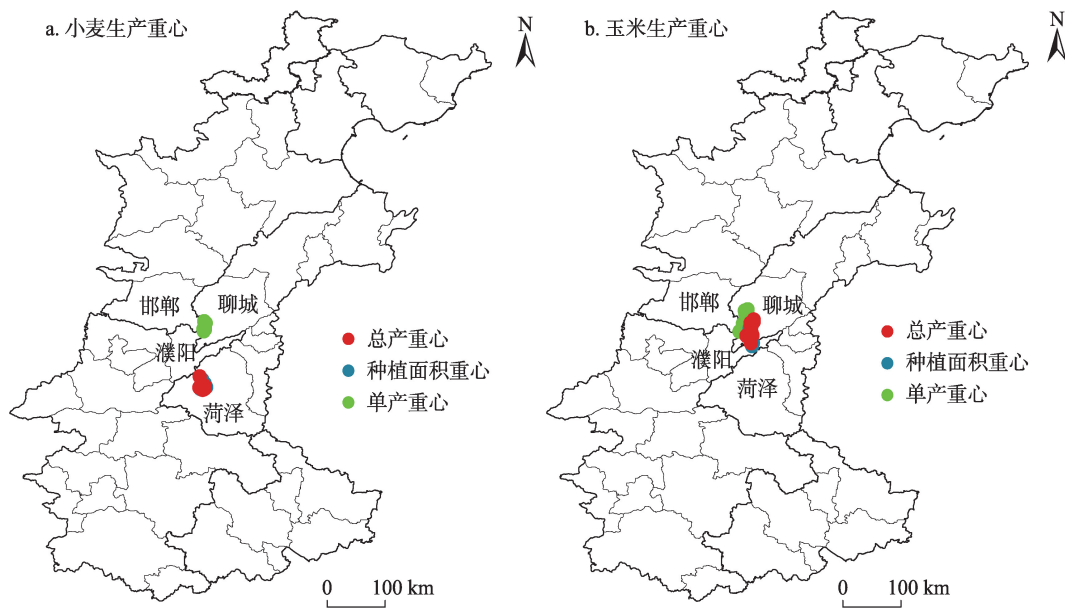 a. 小麦生产重心
N
邯郸
聊城
濮阳
菏泽
总产重心
种植面积重心
单产重心
0 100 km
b. 玉米生产重心
N
邯郸
聊城
濮阳
菏泽
总产重心
种植面积重心
单产重心
0 100 km